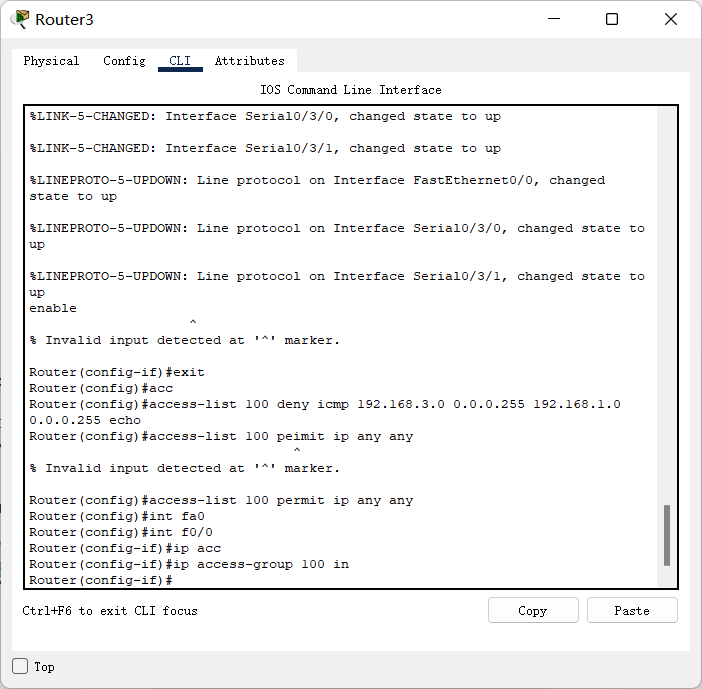 Router3
Physical Config CLI Attributes
IOS Command Line Interface
%LINK-5-CHANGED: Interface Serial0/3/0, changed state to up
%LINK-5-CHANGED: Interface Serial0/3/1, changed state to up
%LINEPROTO-5-UPDOWN: Line protocol on Interface FastEthernet0/0, changed
state to up
%LINEPROTO-5-UPDOWN: Line protocol on Interface Serial0/3/0, changed state to
up
%LINEPROTO-5-UPDOWN: Line protocol on Interface Serial0/3/1, changed state to
up
enable
^
% Invalid input detected at '^' marker.
Router(config-if)#exit
Router(config)#acc
Router(config)#access-list 100 deny icmp 192.168.3.0 0.0.0.255 192.168.1.0
0.0.0.255 echo
Router(config)#access-list 100 peimit ip any any
^
% Invalid input detected at '^' marker.
Router(config)#access-list 100 permit ip any any
Router(config)#int fa0
Router(config)#int f0/0
Router(config-if)#ip acc
Router(config-if)#ip access-group 100 in
Router(config-if)#
Ctrl+F6 to exit CLI focus
Copy Paste
Top